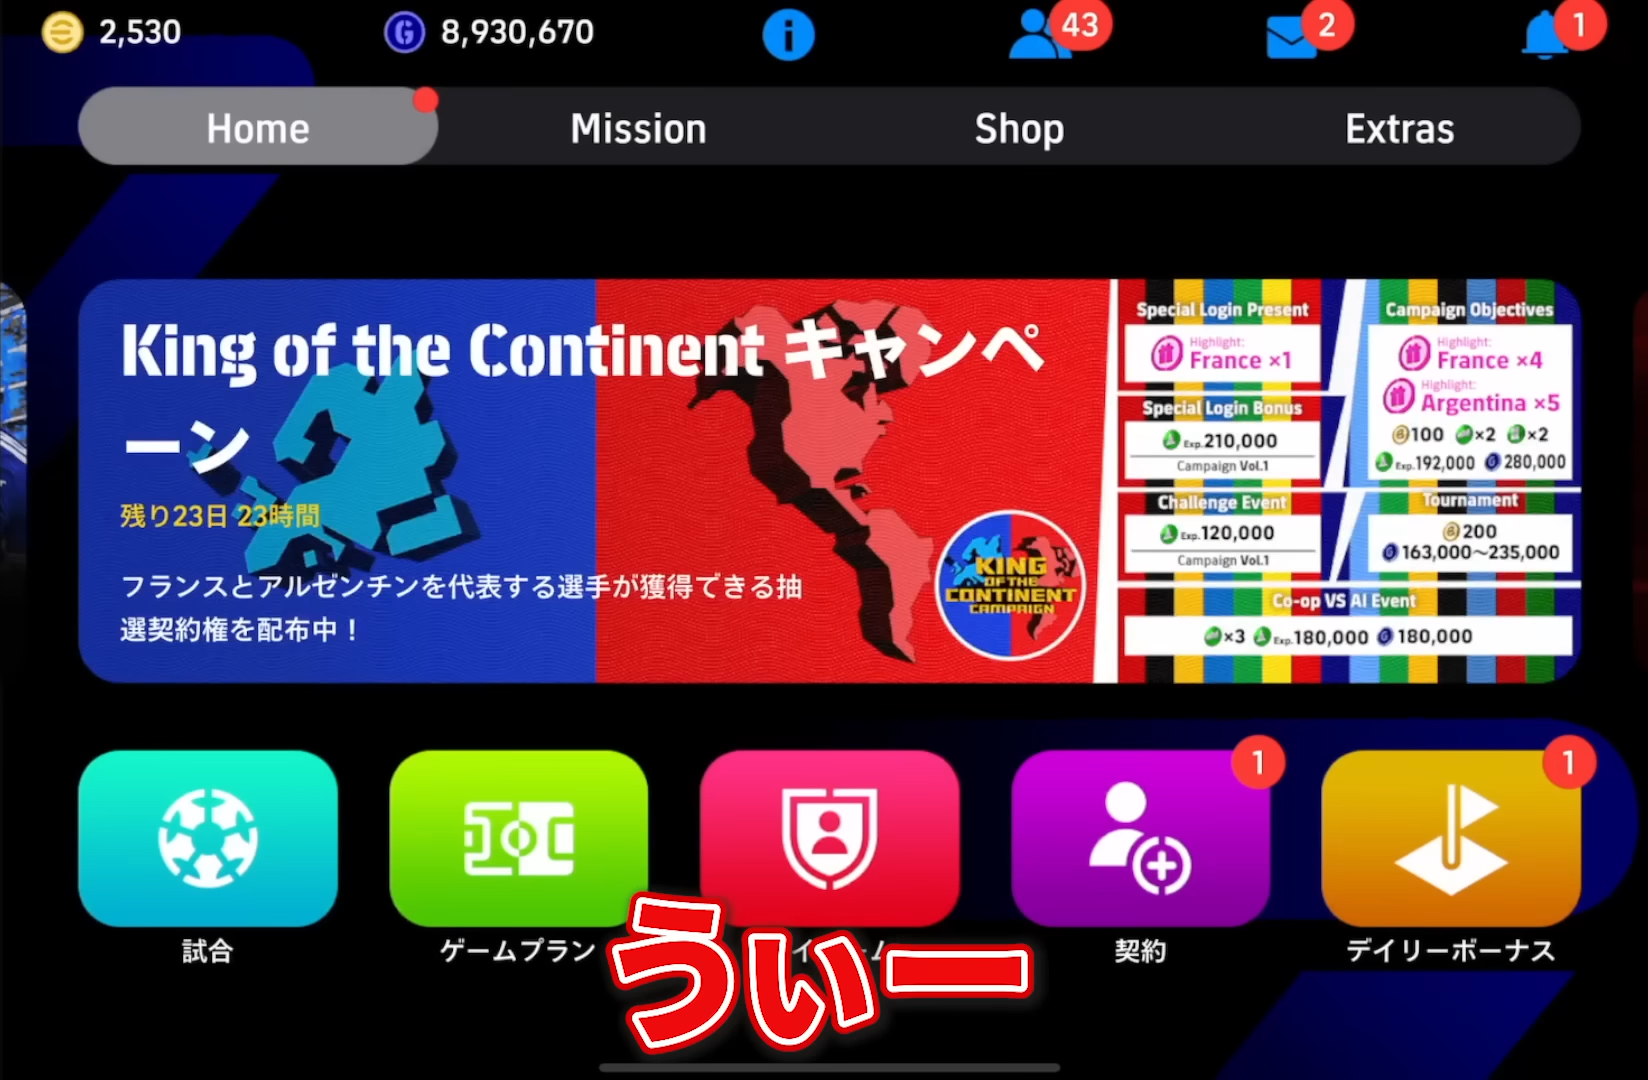 2,530
8,930,670
43
2
1
Home
Mission
Shop
Extras
King of the Continent キャンペ
ーン
残り23日 23時間
フランスとアルゼンチンを代表する選手が獲得できる抽
選契約権を配布中！
KING
OF THE
CONTINENT
CAMPAIGN
Special Login Present
Highlight:
France ×1
Special Login Bonus
Exp.210,000
Campaign Vol.1
Challenge Event
Exp.120,000
Campaign Vol.1
Campaign Objectives
Highlight:
France ×4
Highlight:
Argentina ×5
100 ×2 ×2
Exp.192,000 280,000
Tournament
200
163,000～235,000
Co-op VS AI Event
×3 Exp.180,000 180,000
1
1
試合
ゲームプラン
契約
デイリーボーナス
うぃー